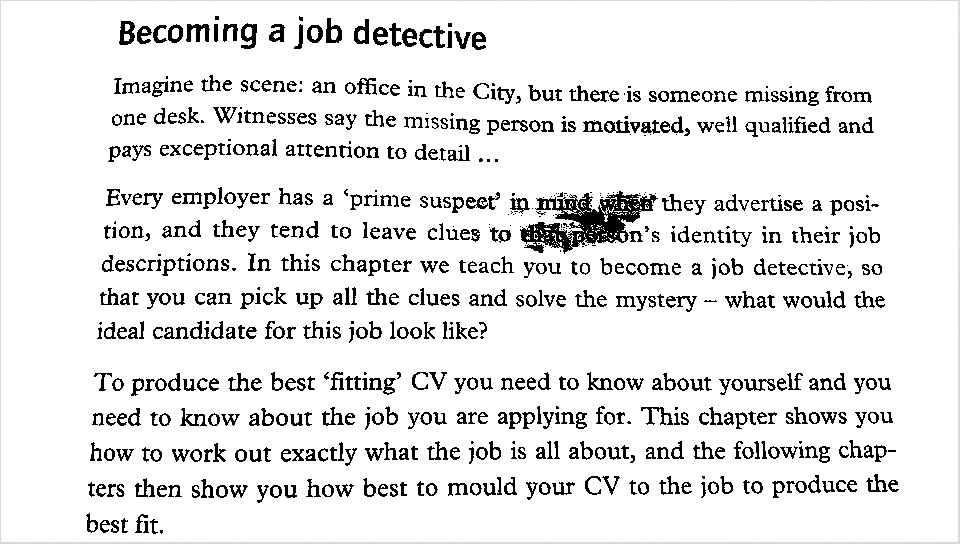 Becoming a job detective
Imagine the scene: an office in the City, but there is someone missing from
one desk. Witnesses say the missing person is motivated, well qualified and
pays exceptional attention to detail ...
Every employer has a ‘prime suspect’ in mind when they advertise a posi-
tion, and they tend to leave clues to that person’s identity in their job
descriptions. In this chapter we teach you to become a job detective, so
that you can pick up all the clues and solve the mystery – what would the
ideal candidate for this job look like?
To produce the best ‘fitting’ CV you need to know about yourself and you
need to know about the job you are applying for. This chapter shows you
how to work out exactly what the job is all about, and the following chap-
ters then show you how best to mould your CV to the job to produce the
best fit.